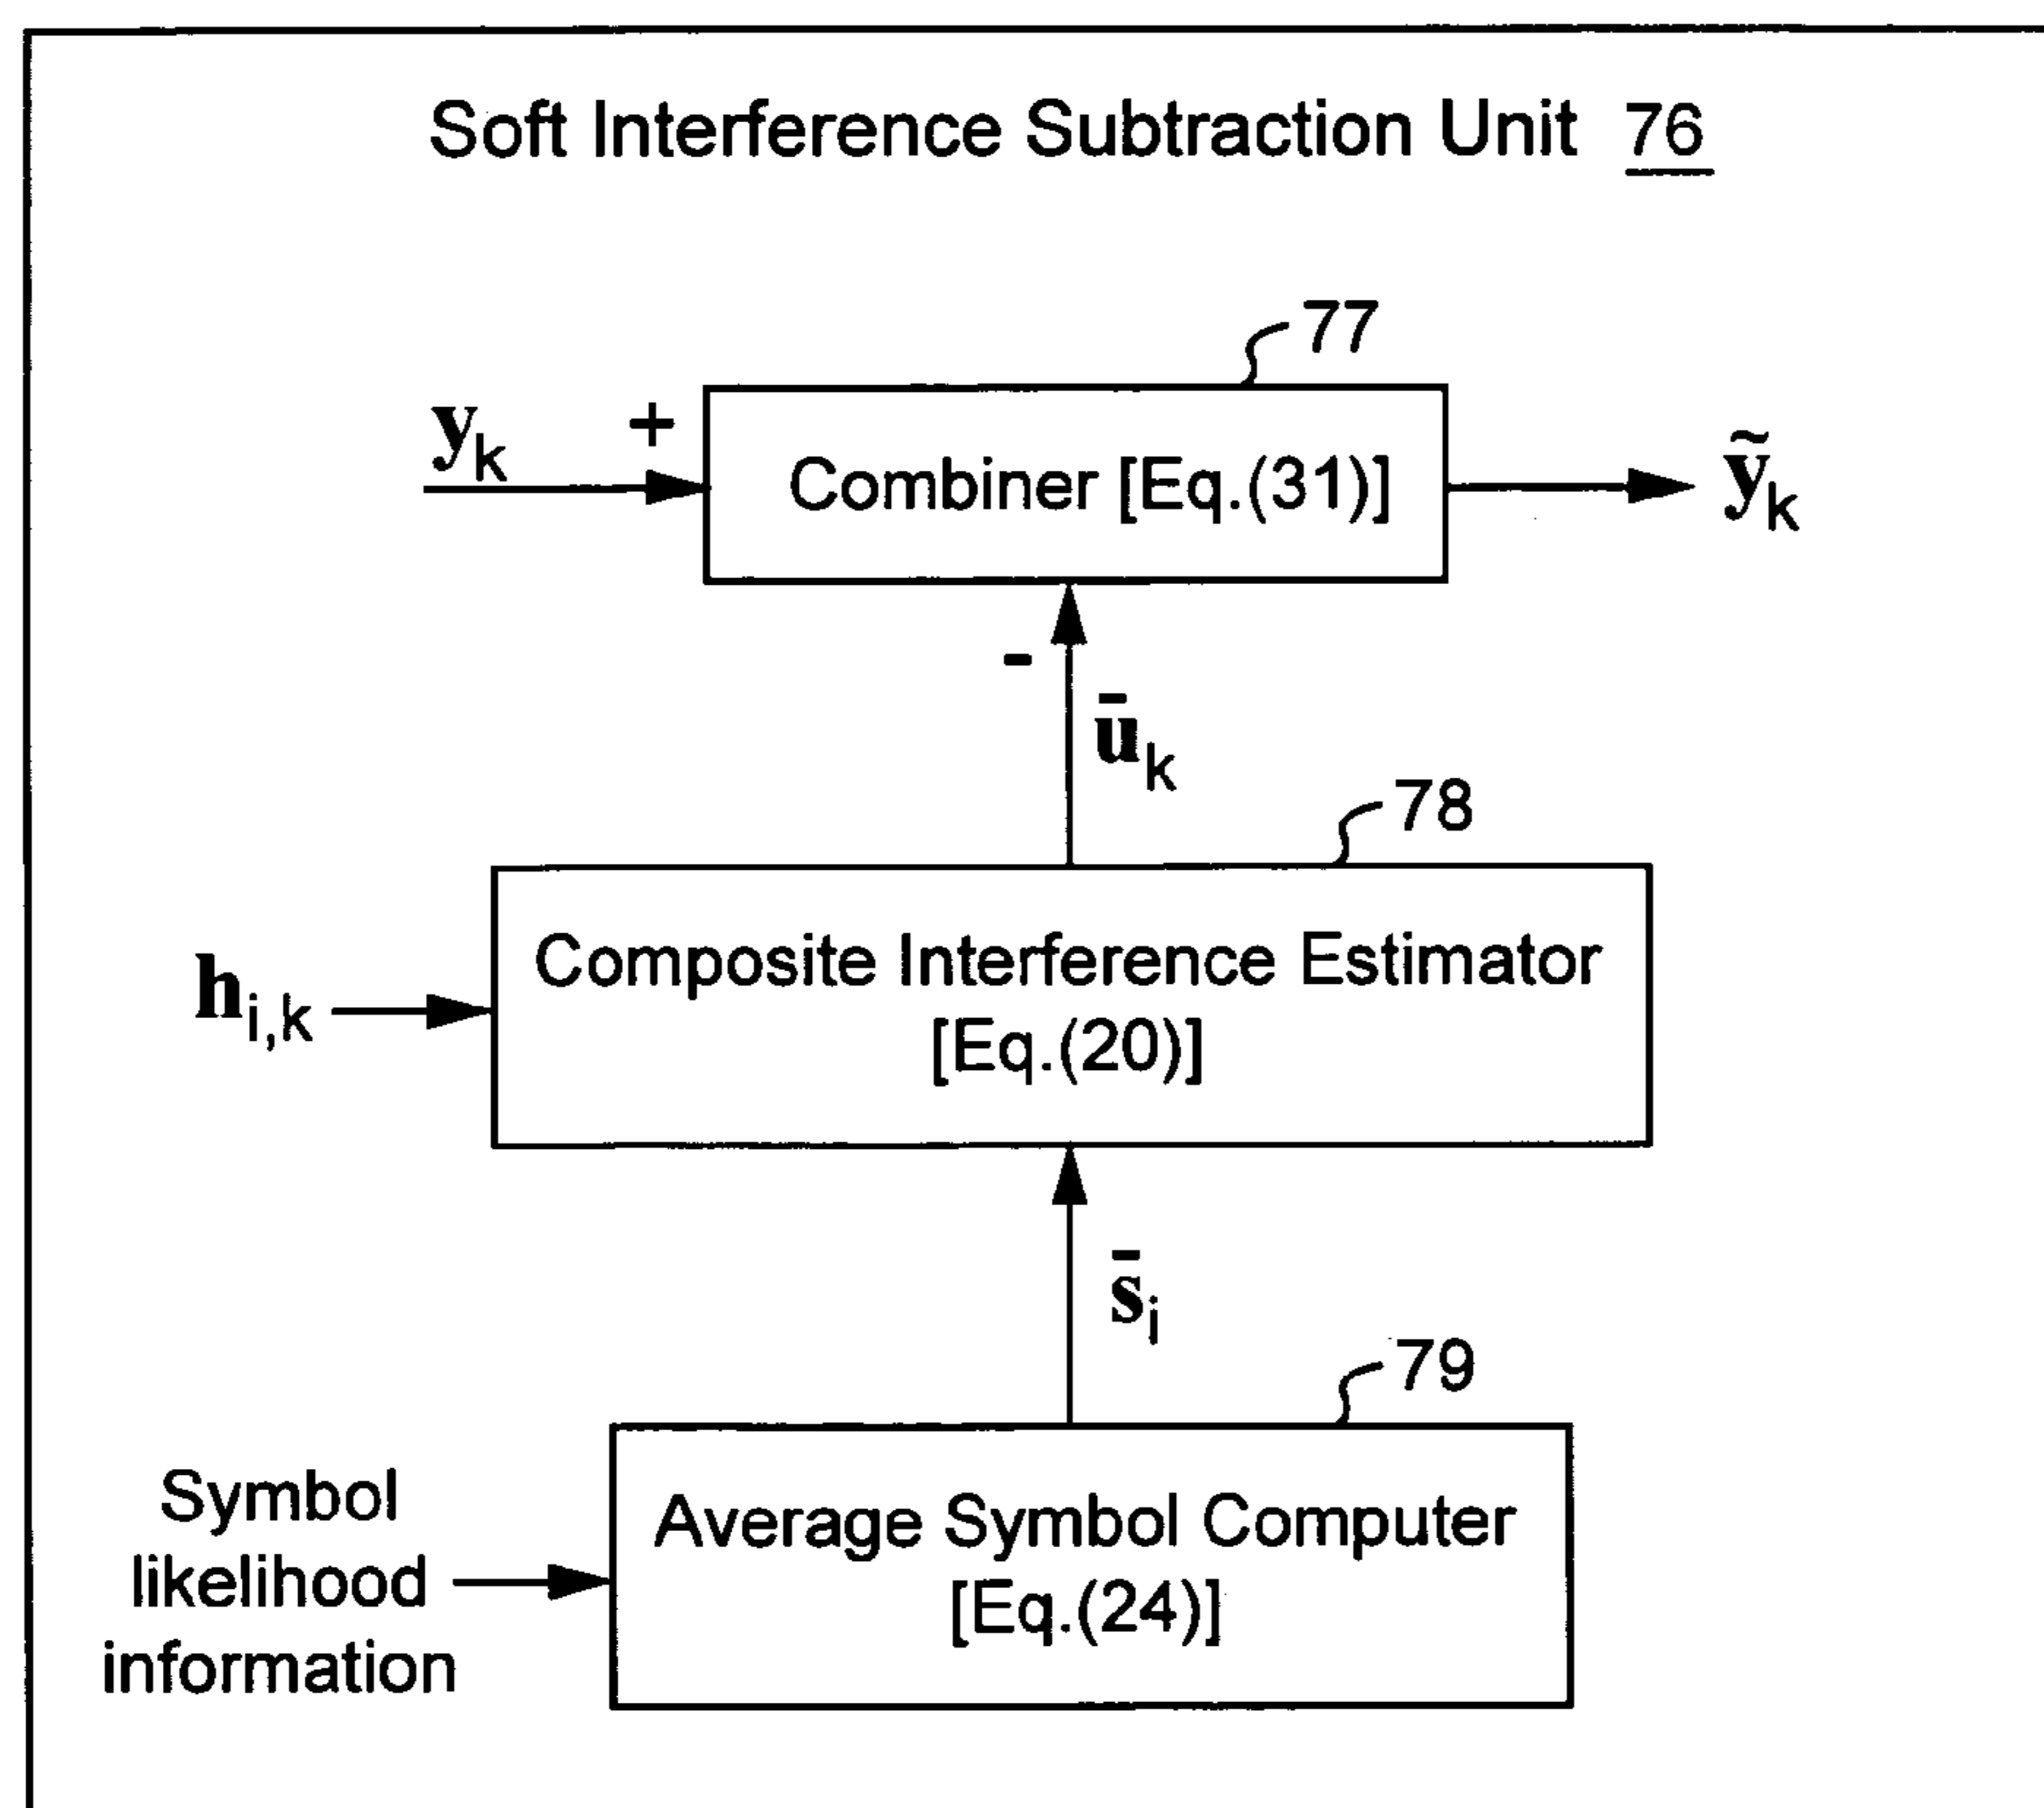 Soft Interference Subtraction Unit 76
77
y_k
+
Combiner [Eq.(31)]
ỹ_k
-
ū_k
78
h_i,k
Composite Interference Estimator
[Eq.(20)]
s̄_i
79
Symbol
likelihood
information
Average Symbol Computer
[Eq.(24)]